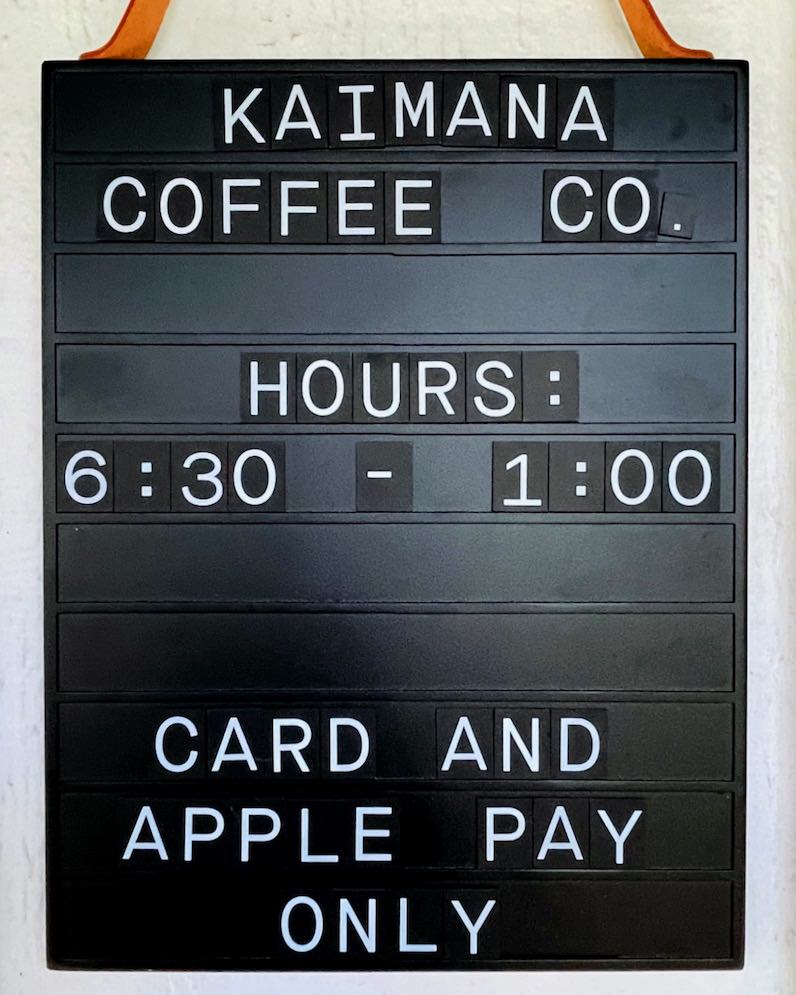 KAIMANA
COFFEE CO.
HOURS:
6:30 - 1:00
CARD AND
APPLE PAY
ONLY